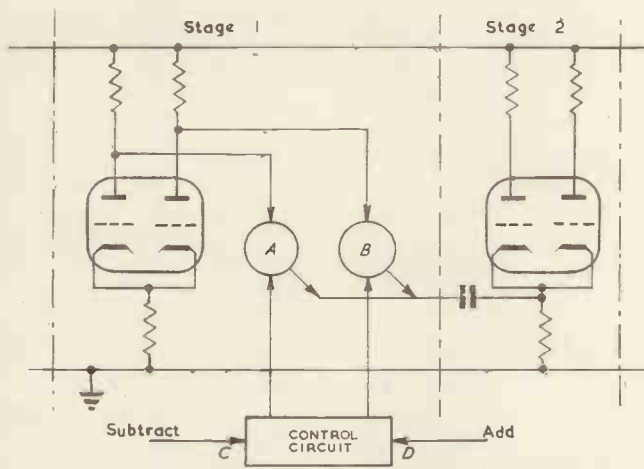 Stage 1
Stage 2
A
B
Subtract
C
CONTROL
CIRCUIT
D
Add